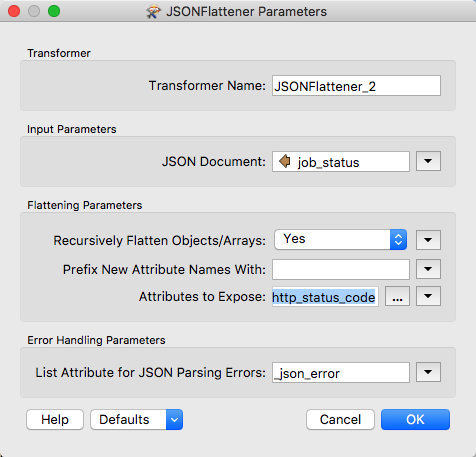 JSONFlattener Parameters
Transformer
Transformer Name: JSONFlattener_2
Input Parameters
JSON Document: job_status
Flattening Parameters
Recursively Flatten Objects/Arrays: Yes
Prefix New Attribute Names With:
Attributes to Expose: http_status_code ...
Error Handling Parameters
List Attribute for JSON Parsing Errors: _json_error
Help Defaults Cancel OK